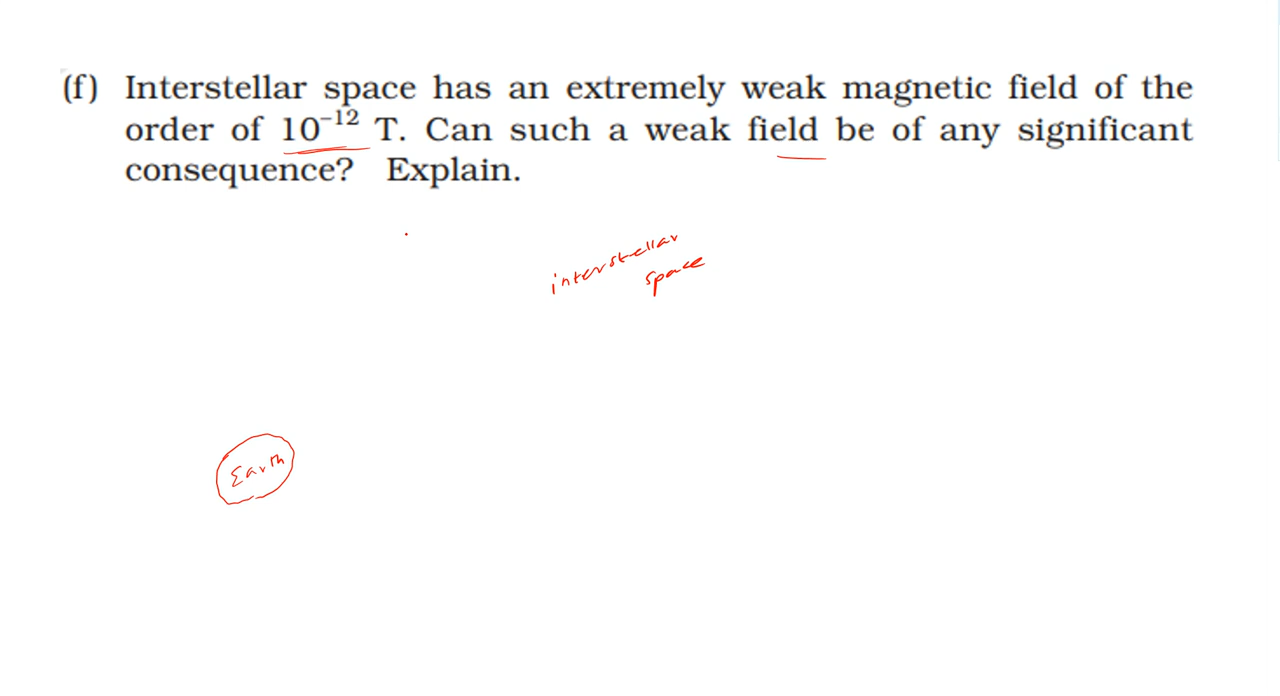 (f) Interstellar space has an extremely weak magnetic field of the
order of 10⁻¹² T. Can such a weak field be of any significant
consequence? Explain.
interstellar
space
Earth